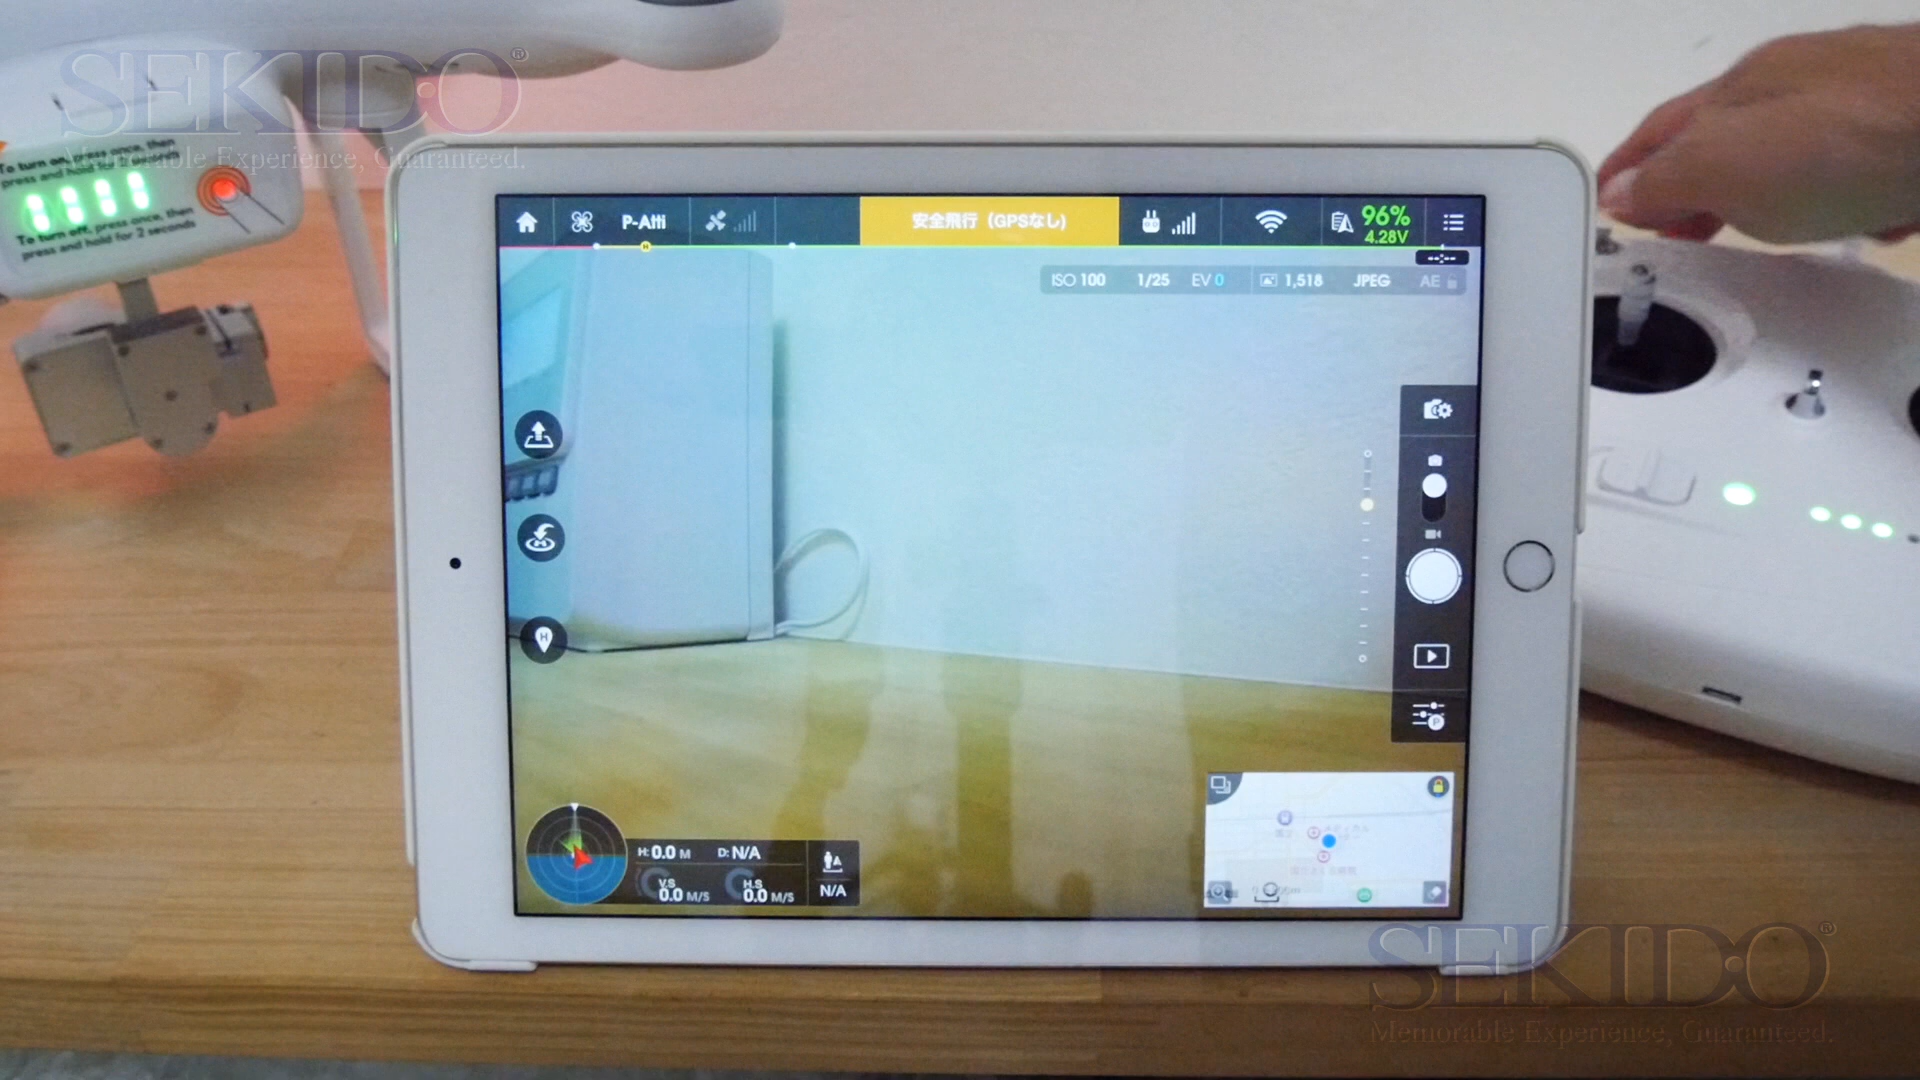 SEKIDO®
Memorable Experience, Guaranteed.
To turn on, press once, then
press and hold for 2 seconds
To turn off, press once, then
press and hold for 2 seconds
P-Atti
安全飛行（GPSなし）
96%
4.28V
--:--
ISO 100
1/25
EV 0
1,518
JPEG
AE
P
H
H: 0.0 M
D: N/A
V.S
0.0 M/S
H.S
0.0 M/S
N/A
SEKIDO®
Memorable Experience, Guaranteed.